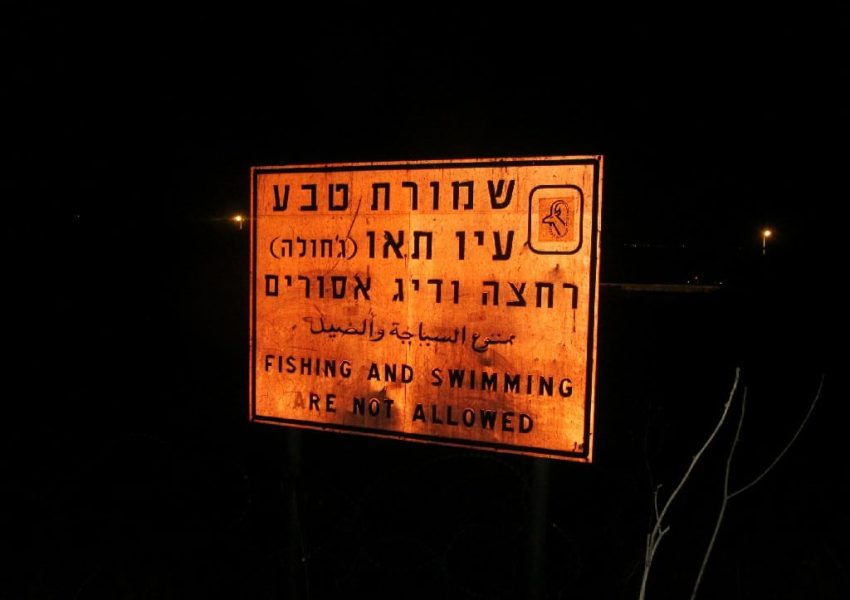 שמורת טבע
עין תאו (ג'חולה)
רחצה ודיג אסורים
ممنوع السباحة والصيد
FISHING AND SWIMMING
ARE NOT ALLOWED